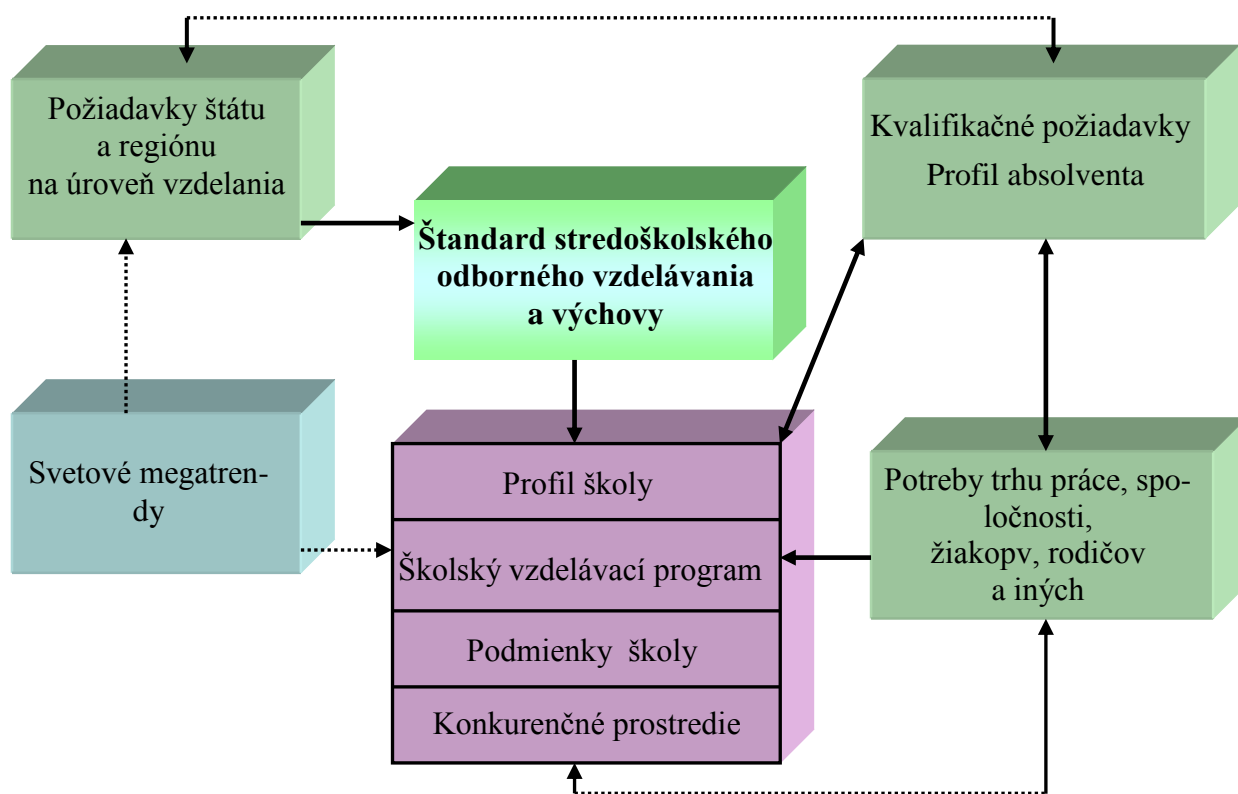 Požiadavky štátu
a regiónu
na úroveň vzdelania
Kvalifikačné požiadavky
Profil absolventa
Štandard stredoškolského
odborného vzdelávania
a výchovy
Svetové megatren-
dy
Profil školy
Školský vzdelávací program
Podmienky školy
Konkurenčné prostredie
Potreby trhu práce, spo-
ločnosti,
žiakopv, rodičov
a iných